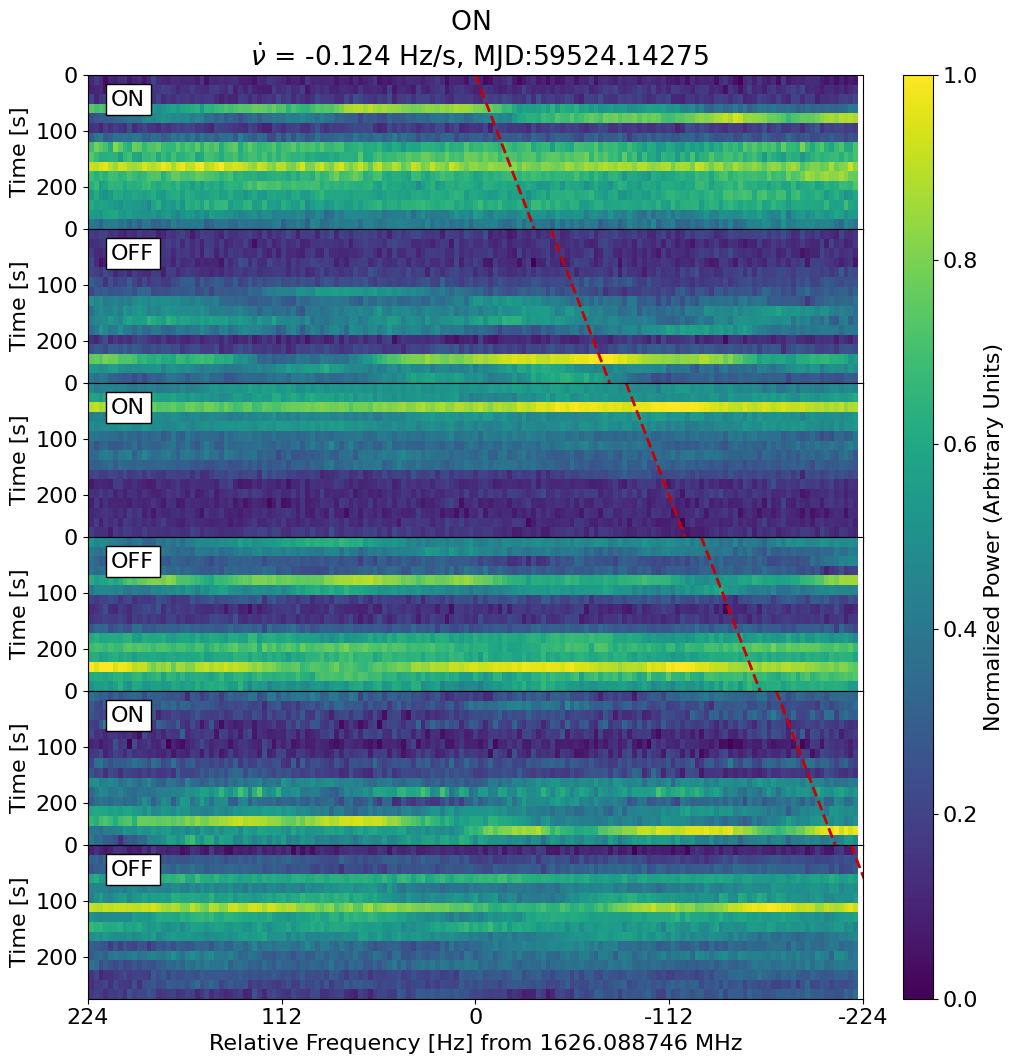 ON
ν̇ = -0.124 Hz/s, MJD:59524.14275
0
ON
100
200
Time [s]
0
OFF
100
200
Time [s]
0
ON
100
200
Time [s]
0
OFF
100
200
Time [s]
0
ON
100
200
Time [s]
0
OFF
100
200
Time [s]
224 112 0 -112 -224
Relative Frequency [Hz] from 1626.088746 MHz
1.0
0.8
0.6
0.4
0.2
0.0
Normalized Power (Arbitrary Units)